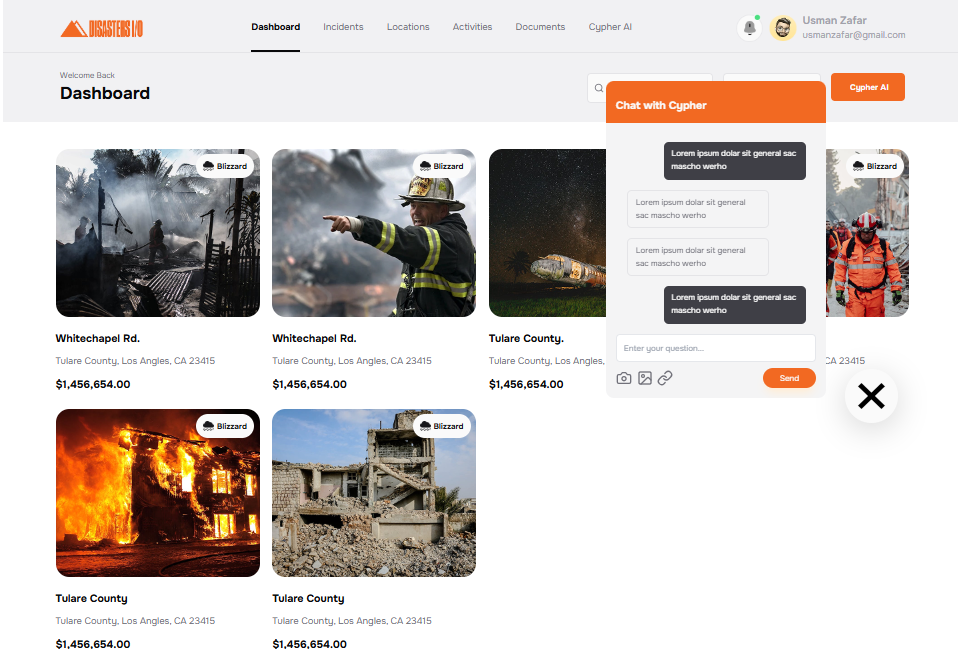 DISASTERS I/O
Dashboard
Incidents
Locations
Activities
Documents
Cypher AI
Usman Zafar
usmanzafar@gmail.com
Welcome Back
Dashboard
Cypher AI
Chat with Cypher
Lorem ipsum dolar sit general sac
mascho werho
Lorem ipsum dolar sit general
sac mascho werho
Lorem ipsum dolar sit general
sac mascho werho
Lorem ipsum dolar sit general sac
mascho werho
Enter your question...
Send
Blizzard
Whitechapel Rd.
Tulare County, Los Angles, CA 23415
$1,456,654.00
Blizzard
Whitechapel Rd.
Tulare County, Los Angles, CA 23415
$1,456,654.00
Tulare County.
Tulare County, Los Angles,
$1,456,654.00
Blizzard
CA 23415
Blizzard
Tulare County
Tulare County, Los Angles, CA 23415
$1,456,654.00
Blizzard
Tulare County
Tulare County, Los Angles, CA 23415
$1,456,654.00